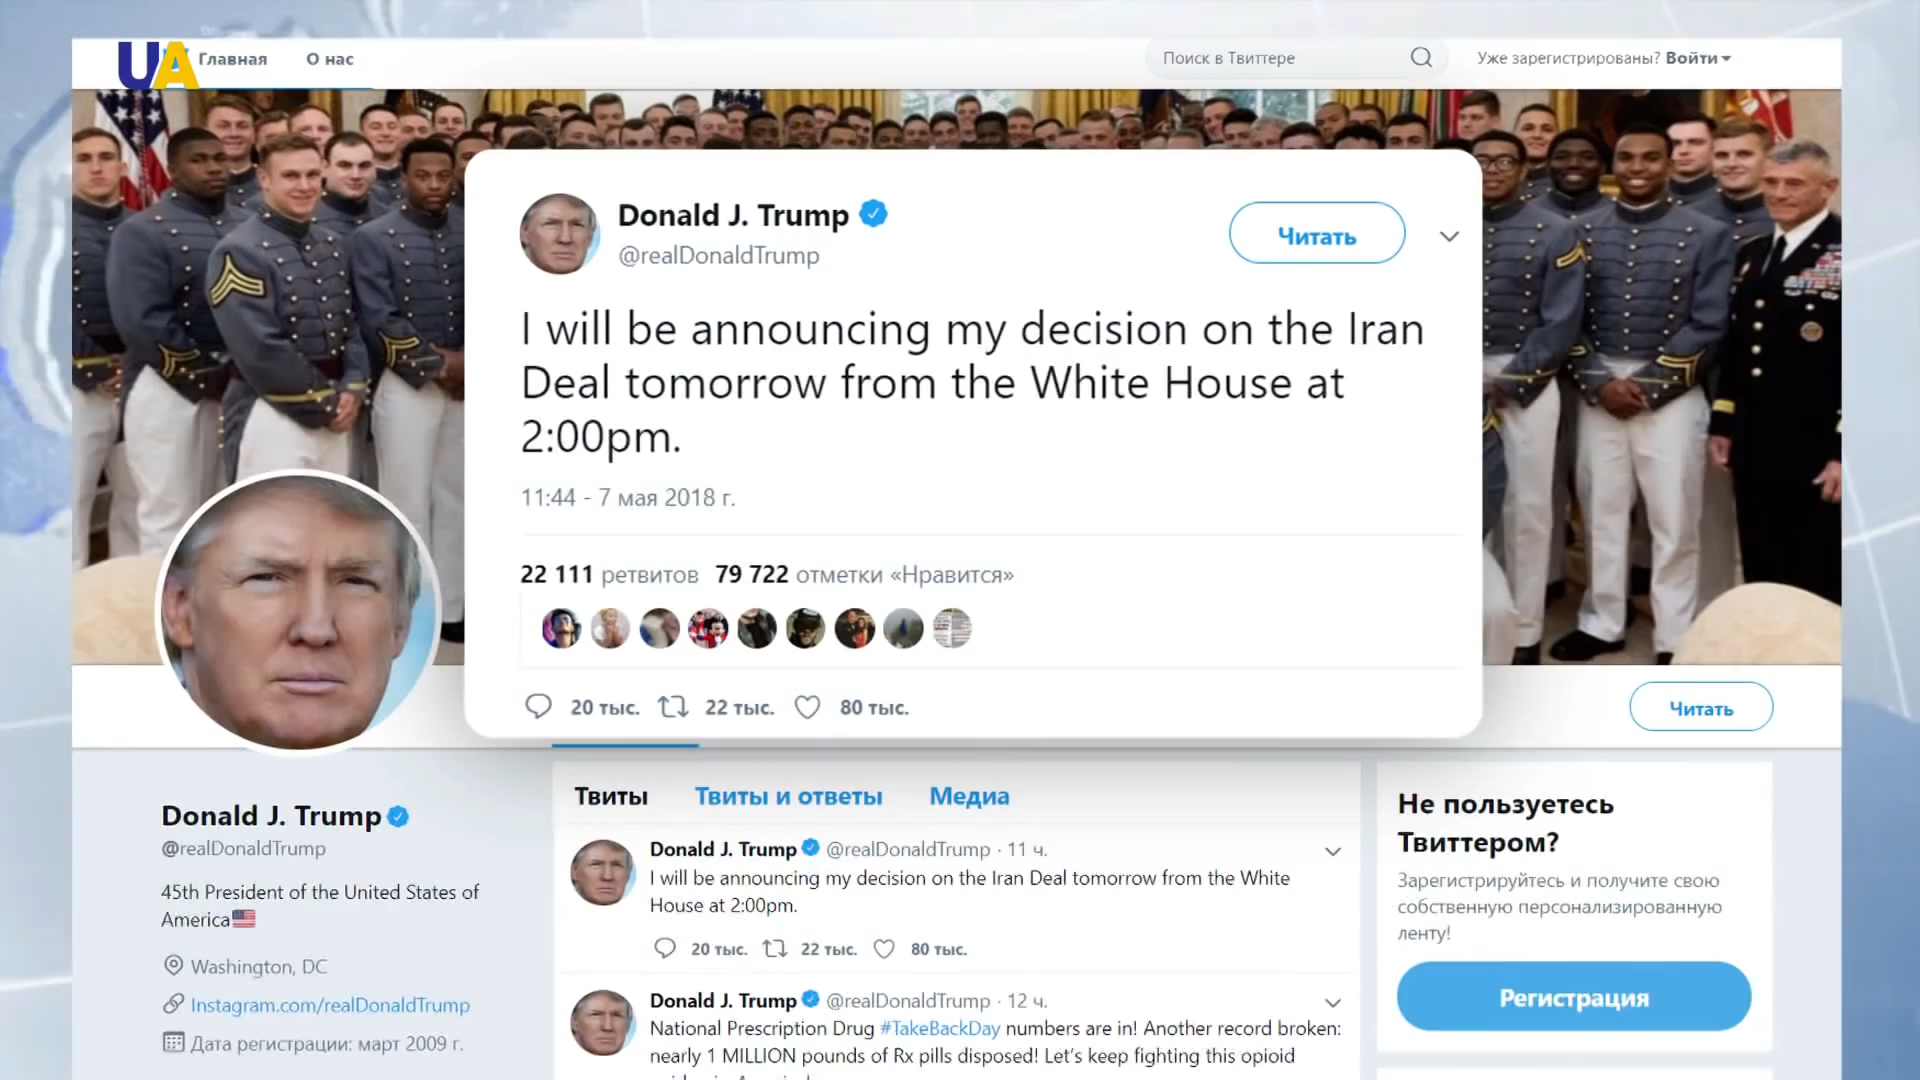 UA
Главная
О нас
Поиск в Твиттере
Уже зарегистрированы? Войти
Donald J. Trump
@realDonaldTrump
Читать
I will be announcing my decision on the Iran
Deal tomorrow from the White House at
2:00pm.
11:44 - 7 мая 2018 г.
22 111 ретвитов 79 722 отметки «Нравится»
20 тыс. 22 тыс. 80 тыс.
Читать
Donald J. Trump
@realDonaldTrump
45th President of the United States of
America
Washington, DC
Instagram.com/realDonaldTrump
Дата регистрации: март 2009 г.
Твиты Твиты и ответы Медиа
Donald J. Trump @realDonaldTrump · 11 ч.
I will be announcing my decision on the Iran Deal tomorrow from the White
House at 2:00pm.
20 тыс. 22 тыс. 80 тыс.
Donald J. Trump @realDonaldTrump · 12 ч.
National Prescription Drug #TakeBackDay numbers are in! Another record broken:
nearly 1 MILLION pounds of Rx pills disposed! Let's keep fighting this opioid
Не пользуетесь
Твиттером?
Зарегистрируйтесь и получите свою
собственную персонализированную
ленту!
Регистрация